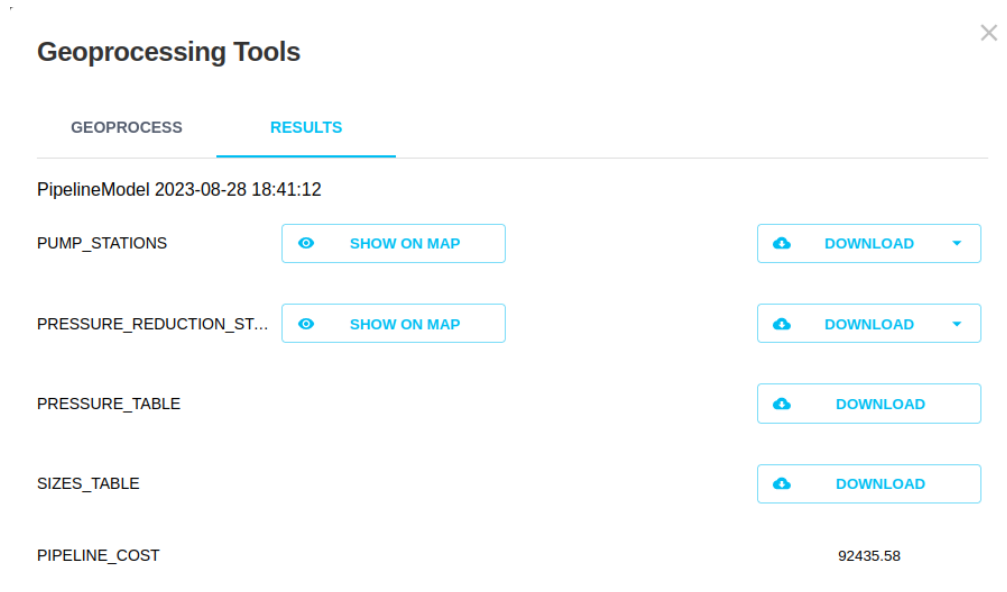 Geoprocessing Tools
GEOPROCESS RESULTS
PipelineModel 2023-08-28 18:41:12
PUMP_STATIONS SHOW ON MAP DOWNLOAD
PRESSURE_REDUCTION_ST... SHOW ON MAP DOWNLOAD
PRESSURE_TABLE DOWNLOAD
SIZES_TABLE DOWNLOAD
PIPELINE_COST 92435.58